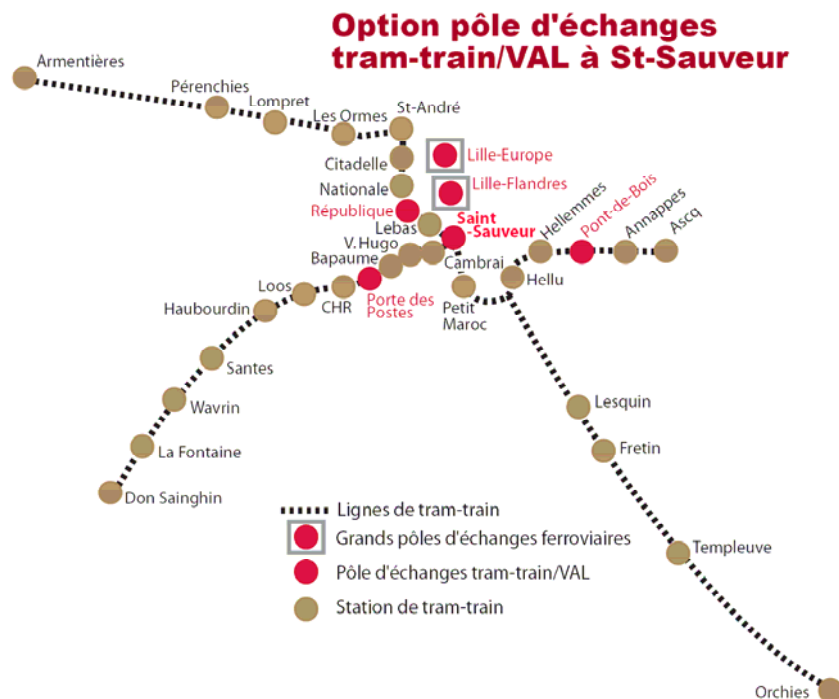 Option pôle d'échanges
tram-train/VAL à St-Sauveur
Armentières
Pérenchies
Lompret
Les Ormes
St-André
Citadelle
Lille-Europe
Nationale
Lille-Flandres
République
Lebas
Saint
-Sauveur
V. Hugo
Bapaume
Cambrai
Hellemmes
Pont-de-Bois
Annappes
Ascq
Hellu
Loos
CHR
Porte des
Postes
Petit
Maroc
Haubourdin
Santes
Wavrin
La Fontaine
Don Sainghin
Lesquin
Fretin
Templeuve
Orchies
Lignes de tram-train
Grands pôles d'échanges ferroviaires
Pôle d'échanges tram-train/VAL
Station de tram-train